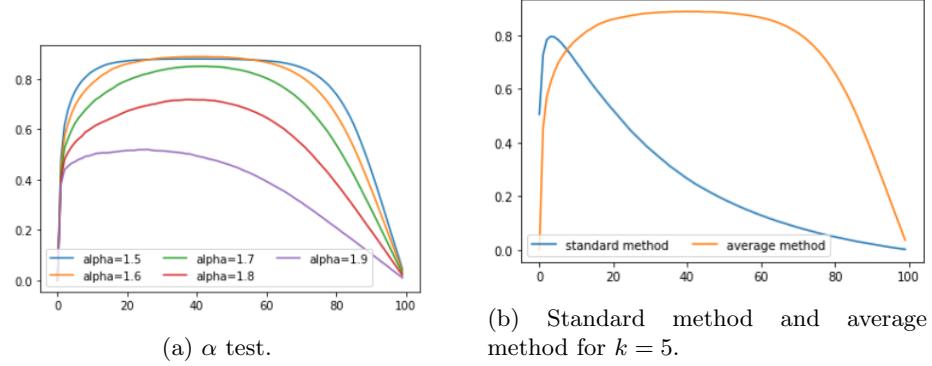 0.8
0.6
0.4
0.2
0.0
alpha=1.5 alpha=1.7 alpha=1.9
alpha=1.6 alpha=1.8
0 20 40 60 80 100
(a) α test.
0.8
0.6
0.4
0.2
0.0
standard method average method
0 20 40 60 80 100
(b) Standard method and average
method for k = 5.